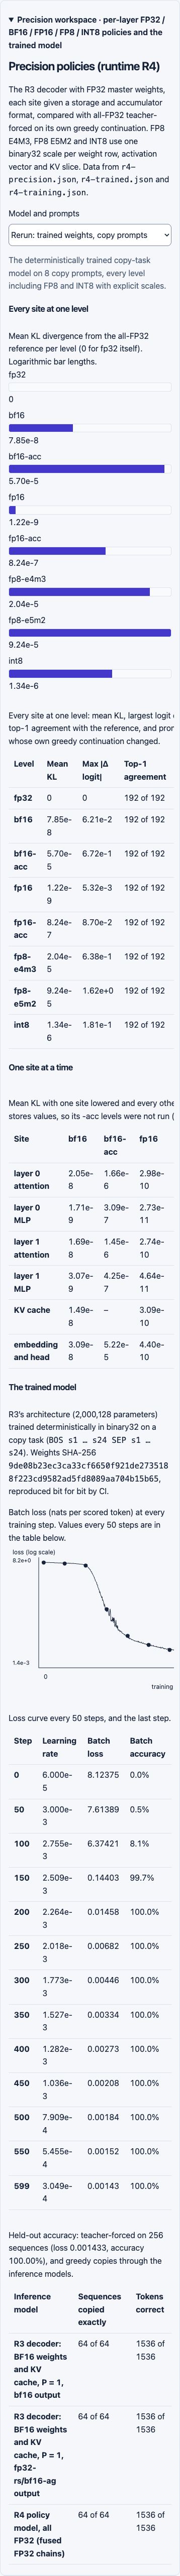 ▼ Precision workspace · per-layer FP32 /
BF16 / FP16 / FP8 / INT8 policies and the
trained model
Precision policies (runtime R4)
The R3 decoder with FP32 master weights,
each site given a storage and accumulator
format, compared with all-FP32 teacher-
forced on its own greedy continuation. FP8
E4M3, FP8 E5M2 and INT8 use one
binary32 scale per weight row, activation
vector and KV slice. Data from r4-
precision.json, r4-trained.json and
r4-training.json.
Model and prompts
Rerun: trained weights, copy prompts
The deterministically trained copy-task
model on 8 copy prompts, every level
including FP8 and INT8 with explicit scales.
Every site at one level
Mean KL divergence from the all-FP32
reference per level (0 for fp32 itself).
Logarithmic bar lengths.
fp32
0
bf16
7.85e-8
bf16-acc
5.70e-5
fp16
1.22e-9
fp16-acc
8.24e-7
fp8-e4m3
2.04e-5
fp8-e5m2
9.24e-5
int8
1.34e-6
Every site at one level: mean KL, largest logit
top-1 agreement with the reference, and
whose own greedy continuation changed.
Level Mean KL Max |Δ logit| Top-1 agreement
fp32 0 0 192 of 192
bf16 7.85e-8 6.21e-2 192 of 192
bf16-acc 5.70e-5 6.72e-1 192 of 192
fp16 1.22e-9 5.32e-3 192 of 192
fp16-acc 8.24e-7 8.70e-2 192 of 192
fp8-e4m3 2.04e-5 6.38e-1 192 of 192
fp8-e5m2 9.24e-5 1.62e+0 192 of 192
int8 1.34e-6 1.81e-1 192 of 192
One site at a time
Mean KL with one site lowered and every
stores values, so its -acc levels were not run (
Site bf16 bf16-acc fp16
layer 0 attention 2.05e-8 1.66e-6 2.98e-10
layer 0 MLP 1.71e-9 3.09e-7 2.73e-11
layer 1 attention 1.69e-8 1.45e-6 2.74e-10
layer 1 MLP 3.07e-9 4.25e-7 4.64e-11
KV cache 1.49e-8 – 3.09e-10
embedding and head 3.09e-8 5.22e-5 4.40e-10
The trained model
R3's architecture (2,000,128 parameters)
trained deterministically in binary32 on a
copy task (BOS s1 … s24 SEP s1 …
s24). Weights SHA-256
9de08b23ec3ca33cf6650f921de273518
8f223cd9582ad5fd8089aa704b15b65,
reproduced bit for bit by CI.
Batch loss (nats per scored token) at every
training step. Values every 50 steps are in
the table below.
loss (log scale)
8.2e+0
1.4e-3
0
training
Loss curve every 50 steps, and the last step.
Step Learning rate Batch loss Batch accuracy
0 6.000e-5 8.12375 0.0%
50 3.000e-3 7.61389 0.5%
100 2.755e-3 6.37421 8.1%
150 2.509e-3 0.14403 99.7%
200 2.264e-3 0.01458 100.0%
250 2.018e-3 0.00682 100.0%
300 1.773e-3 0.00446 100.0%
350 1.527e-3 0.00334 100.0%
400 1.282e-3 0.00273 100.0%
450 1.036e-3 0.00208 100.0%
500 7.909e-4 0.00184 100.0%
550 5.455e-4 0.00152 100.0%
599 3.049e-4 0.00143 100.0%
Held-out accuracy: teacher-forced on 256
sequences (loss 0.001433, accuracy
100.00%), and greedy copies through the
inference models.
Inference model Sequences copied exactly Tokens correct
R3 decoder: BF16 weights and KV cache, P = 1, bf16 output 64 of 64 1536 of 1536
R3 decoder: BF16 weights and KV cache, P = 1, fp32-rs/bf16-ag output 64 of 64 1536 of 1536
R4 policy model, all FP32 (fused FP32 chains) 64 of 64 1536 of 1536